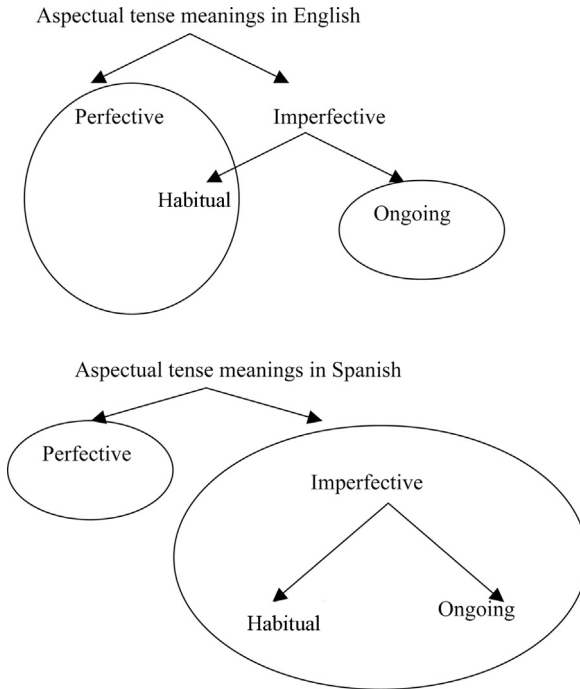 Aspectual tense meanings in English
Perfective
Imperfective
Habitual
Ongoing
Aspectual tense meanings in Spanish
Perfective
Imperfective
Habitual
Ongoing